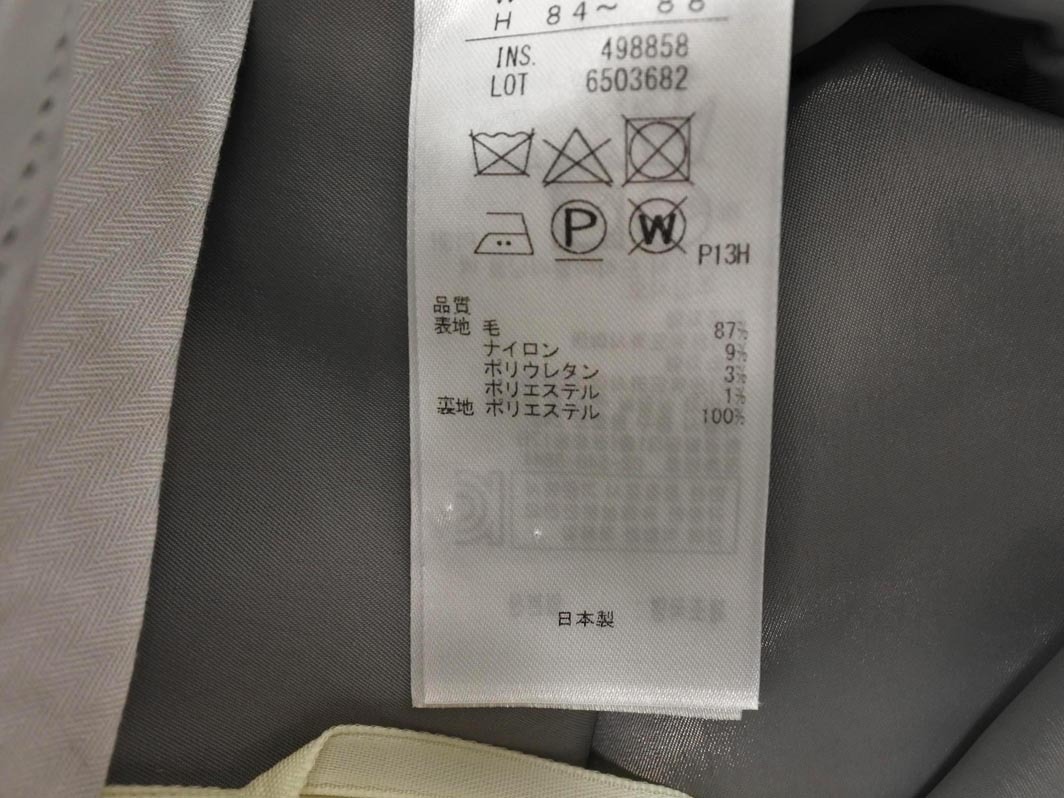 H 84～ 88
INS. 498858
LOT 6503682
P W P13H
品質
表地 毛 87%
ナイロン 9%
ポリウレタン 3%
ポリエステル 1%
裏地 ポリエステル 100%
日本製